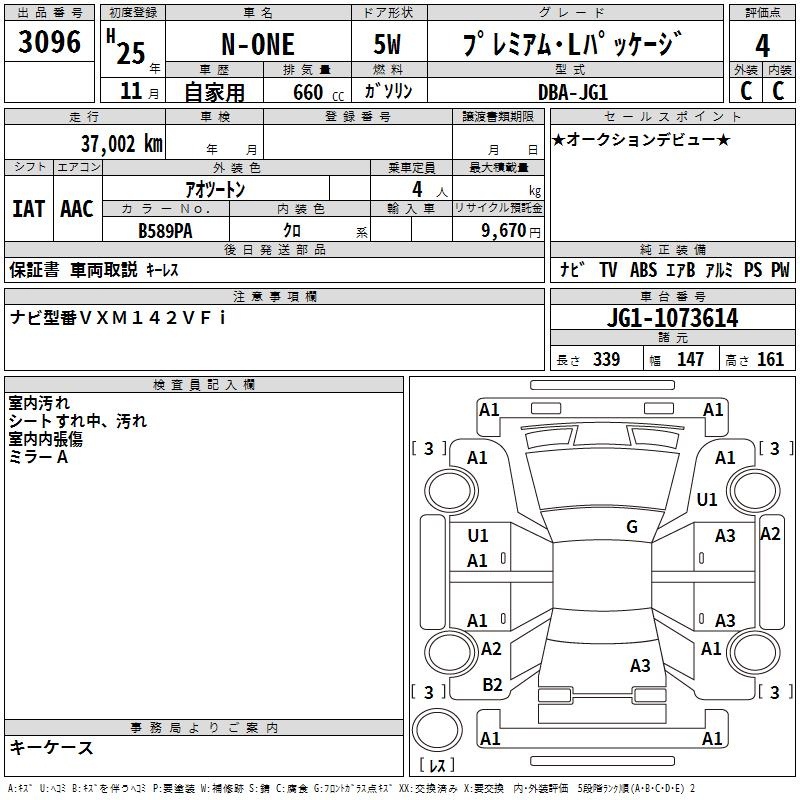 出品番号 初度登録 車名 ドア形状 グレード 評価点
3096 H25年 N-ONE 5W ﾌﾟﾚﾐｱﾑ・Lﾊﾟｯｹｰｼﾞ 4
車歴 排気量 燃料 型式 外装 内装
11月 自家用 660 CC ｶﾞｿﾘﾝ DBA-JG1 C C
走行 車検 登録番号 譲渡書類期限 セールスポイント
37,002 km 年 月 月 日 ★オークションデビュー★
シフト エアコン 外装色 乗車定員 最大積載量
IAT AAC ｱｵﾂｰﾄﾝ 4 人 kg
カラーNo. 内装色 輸入車 リサイクル預託金
B589PA ｸﾛ 系 9,670円
後日発送部品 純正装備
保証書 車両取説 ｷｰﾚｽ ﾅﾋﾞ TV ABS ｴｱB ｱﾙﾐ PS PW
注意事項欄 車台番号
ナビ型番ＶＸＭ１４２ＶＦｉ JG1-1073614
諸元
長さ 339 幅 147 高さ 161
検査員記入欄
室内汚れ
シートすれ中、汚れ
室内内張傷
ミラーＡ
事務局よりご案内
キーケース
A1 A1
[ 3 ] A1 A1 [ 3 ]
U1
G
U1 A3 A2
A1
A1 A3
A2 A1
A3
B2
[ 3 ] [ 3 ]
A1 A1
[ ﾚｽ ]
A:ｷｽﾞ U:ﾍｺﾐ B:ｷｽﾞを伴うﾍｺﾐ P:要塗装 W:補修跡 S:錆 C:腐食 G:ﾌﾛﾝﾄｶﾞﾗｽ点ｷｽﾞ XX:交換済み X:要交換 内・外装評価 5段階ﾗﾝｸ順(A・B・C・D・E) 2